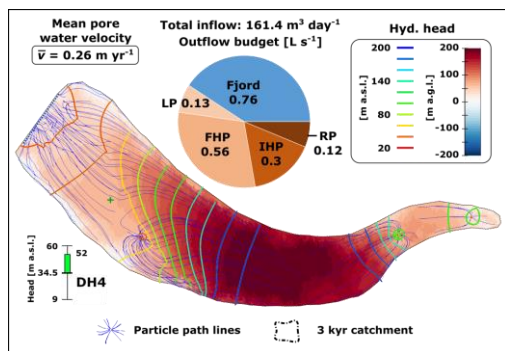 Mean pore
water velocity
v̅ = 0.26 m yr⁻¹
Total inflow: 161.4 m³ day⁻¹
Outflow budget [L s⁻¹]
Fjord
0.76
LP 0.13
FHP
0.56
IHP
0.3
RP
0.12
Hyd. head
[m a.s.l.]
200
140
80
20
[m a.g.l.]
200
100
0
-100
-200
Head [m a.s.l.]
60
52
34.5
9
DH4
Particle path lines
3 kyr catchment